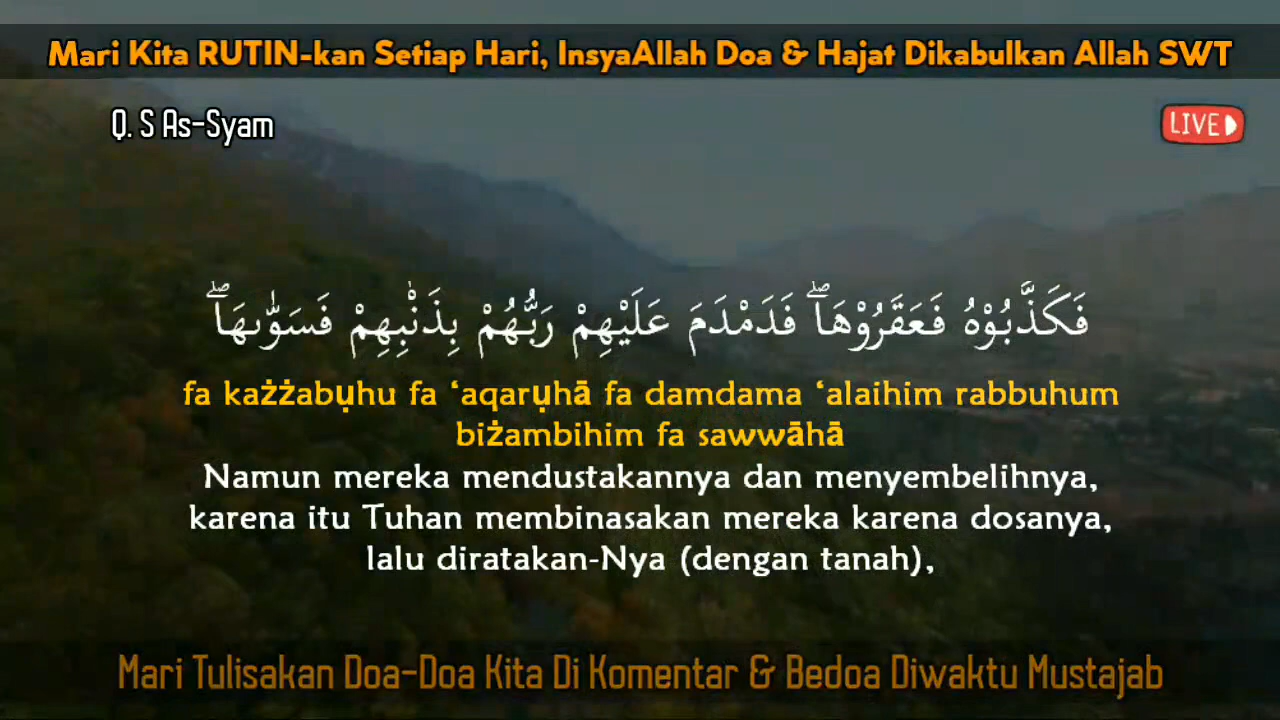 Mari Kita RUTIN-kan Setiap Hari, InsyaAllah Doa & Hajat Dikabulkan Allah SWT
Q. S As-Syam
LIVE
فَكَذَّبُوْهُ فَعَقَرُوْهَاۖ فَدَمْدَمَ عَلَيْهِمْ رَبُّهُمْ بِذَنْۢبِهِمْ فَسَوّٰىهَاۖ
fa każżabụhu fa ‘aqarụhā fa damdama ‘alaihim rabbuhum
biżambihim fa sawwāhā
Namun mereka mendustakannya dan menyembelihnya,
karena itu Tuhan membinasakan mereka karena dosanya,
lalu diratakan-Nya (dengan tanah),
Mari Tulisakan Doa-Doa Kita Di Komentar & Bedoa Diwaktu Mustajab